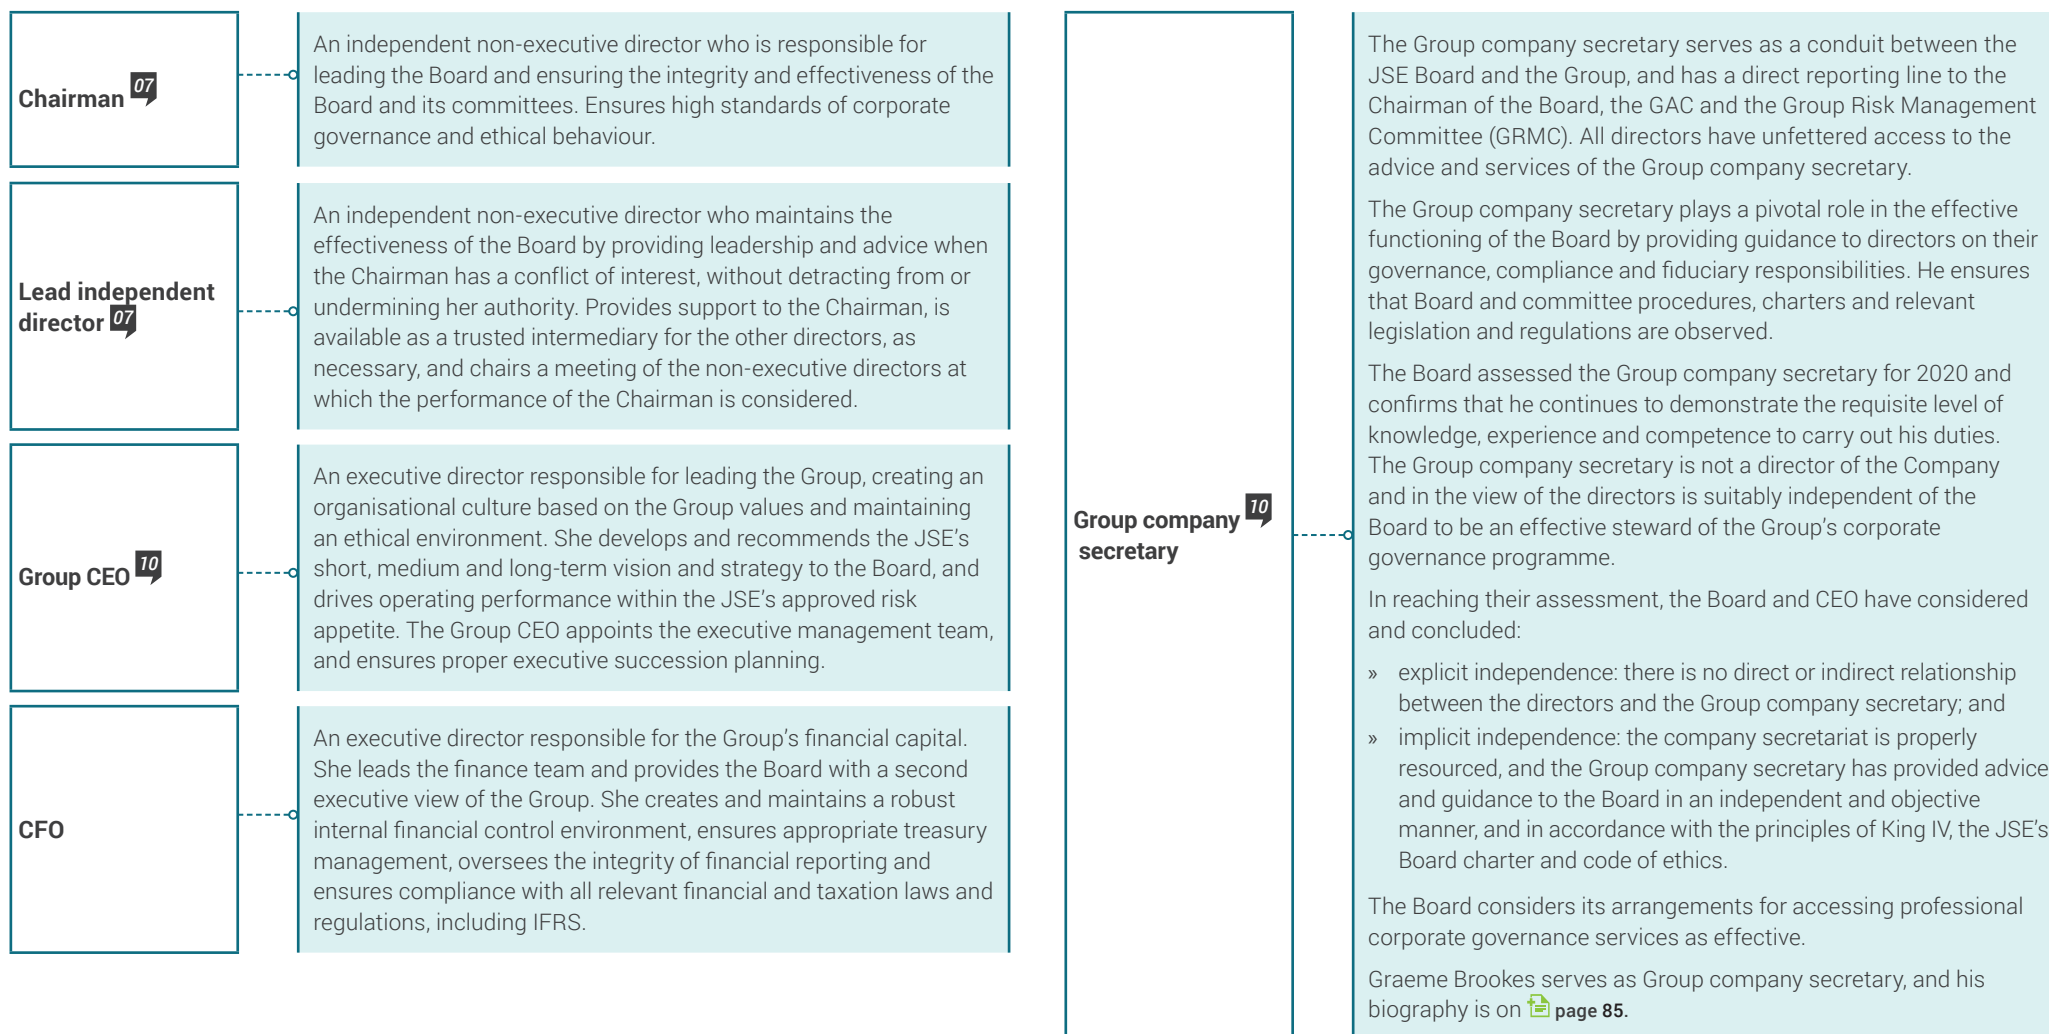 Chairman 07
An independent non-executive director who is responsible for
leading the Board and ensuring the integrity and effectiveness of the
Board and its committees. Ensures high standards of corporate
governance and ethical behaviour.
Lead independent
director 07
An independent non-executive director who maintains the
effectiveness of the Board by providing leadership and advice when
the Chairman has a conflict of interest, without detracting from or
undermining her authority. Provides support to the Chairman, is
available as a trusted intermediary for the other directors, as
necessary, and chairs a meeting of the non-executive directors at
which the performance of the Chairman is considered.
Group CEO 10
An executive director responsible for leading the Group, creating an
organisational culture based on the Group values and maintaining
an ethical environment. She develops and recommends the JSE's
short, medium and long-term vision and strategy to the Board, and
drives operating performance within the JSE's approved risk
appetite. The Group CEO appoints the executive management team,
and ensures proper executive succession planning.
CFO
An executive director responsible for the Group's financial capital.
She leads the finance team and provides the Board with a second
executive view of the Group. She creates and maintains a robust
internal financial control environment, ensures appropriate treasury
management, oversees the integrity of financial reporting and
ensures compliance with all relevant financial and taxation laws and
regulations, including IFRS.
Group company 10
secretary
The Group company secretary serves as a conduit between the
JSE Board and the Group, and has a direct reporting line to the
Chairman of the Board, the GAC and the Group Risk Management
Committee (GRMC). All directors have unfettered access to the
advice and services of the Group company secretary.
The Group company secretary plays a pivotal role in the effective
functioning of the Board by providing guidance to directors on their
governance, compliance and fiduciary responsibilities. He ensures
that Board and committee procedures, charters and relevant
legislation and regulations are observed.
The Board assessed the Group company secretary for 2020 and
confirms that he continues to demonstrate the requisite level of
knowledge, experience and competence to carry out his duties.
The Group company secretary is not a director of the Company
and in the view of the directors is suitably independent of the
Board to be an effective steward of the Group's corporate
governance programme.
In reaching their assessment, the Board and CEO have considered
and concluded:
» explicit independence: there is no direct or indirect relationship
between the directors and the Group company secretary; and
» implicit independence: the company secretariat is properly
resourced, and the Group company secretary has provided advice
and guidance to the Board in an independent and objective
manner, and in accordance with the principles of King IV, the JSE's
Board charter and code of ethics.
The Board considers its arrangements for accessing professional
corporate governance services as effective.
Graeme Brookes serves as Group company secretary, and his
biography is on page 85.